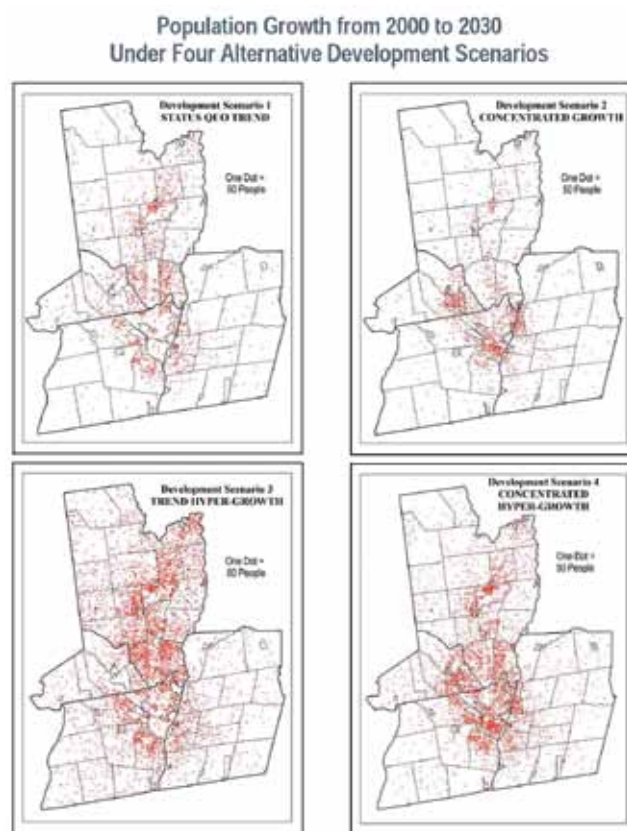 Population Growth from 2000 to 2030
Under Four Alternative Development Scenarios
Development Scenario 1
STATUS QUO TREND
One Dot =
50 People
Development Scenario 2
CONCENTRATED GROWTH
One Dot =
50 People
Development Scenario 3
TREND HYPER-GROWTH
One Dot =
50 People
Development Scenario 4
CONCENTRATED
HYPER-GROWTH
One Dot =
50 People